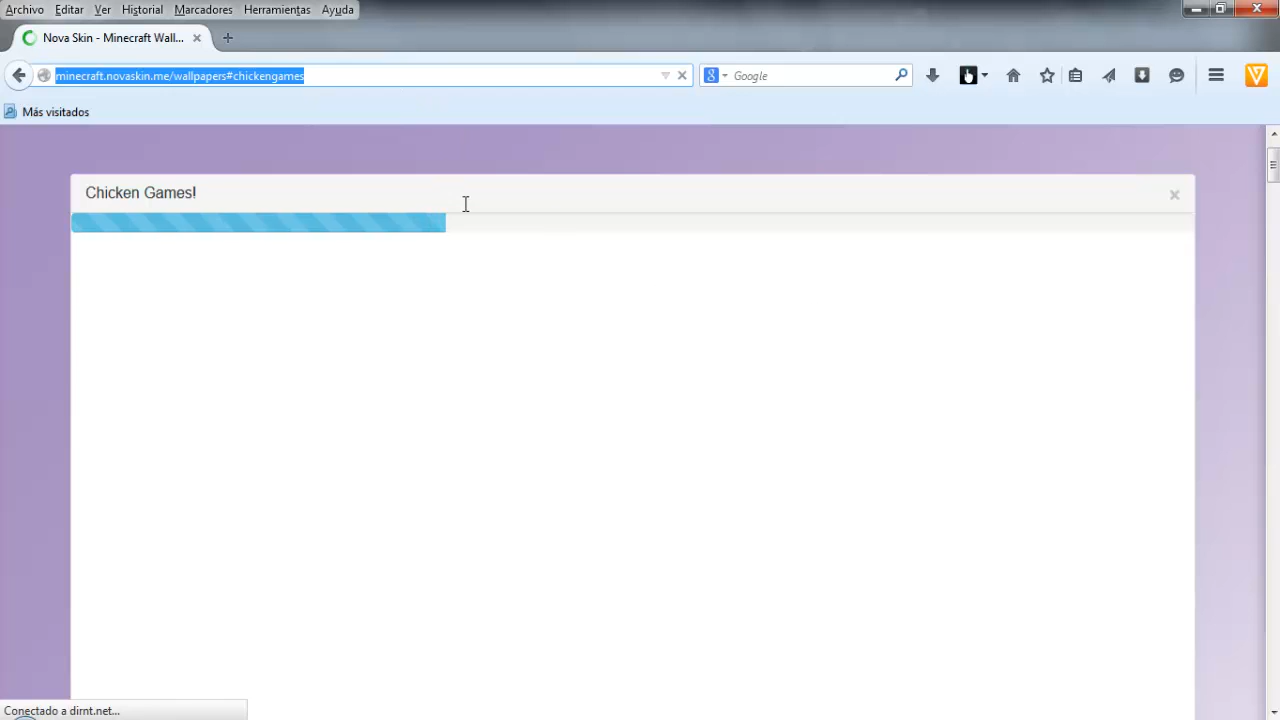 Archivo Editar Ver Historial Marcadores Herramientas Ayuda
Nova Skin - Minecraft Wall...
minecraft.novaskin.me/wallpapers#chickengames
Google
Más visitados
Chicken Games!
Conectado a dirnt.net...